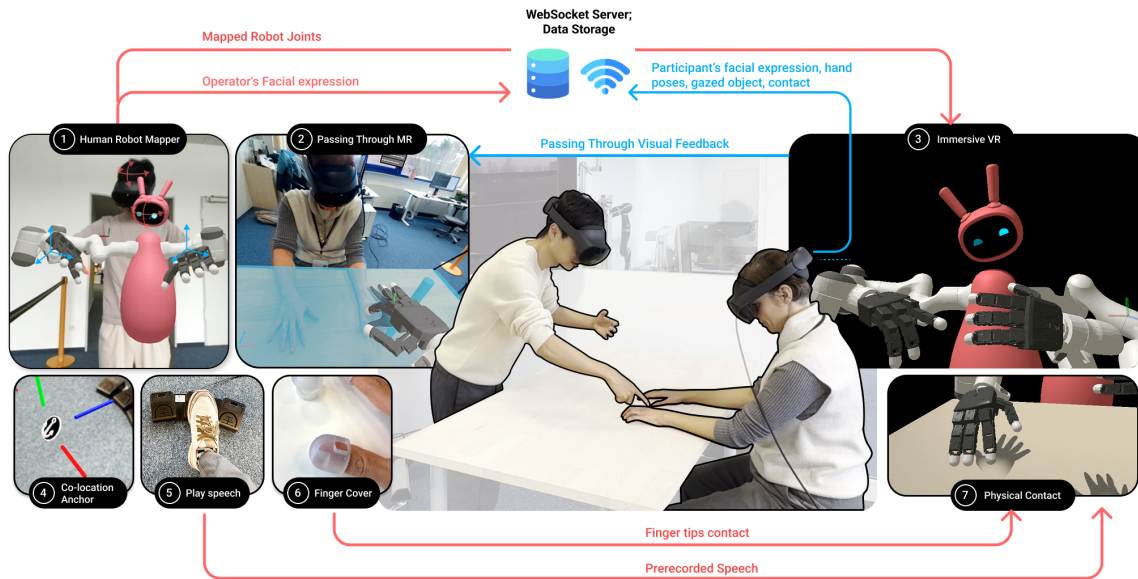 WebSocket Server;
Data Storage
Mapped Robot Joints
Operator's Facial expression
Participant's facial expression, hand
poses, gazed object, contact
1 Human Robot Mapper
2 Passing Through MR
Passing Through Visual Feedback
3 Immersive VR
4 Co-location
Anchor
5 Play speech
6 Finger Cover
7 Physical Contact
Finger tips contact
Prerecorded Speech